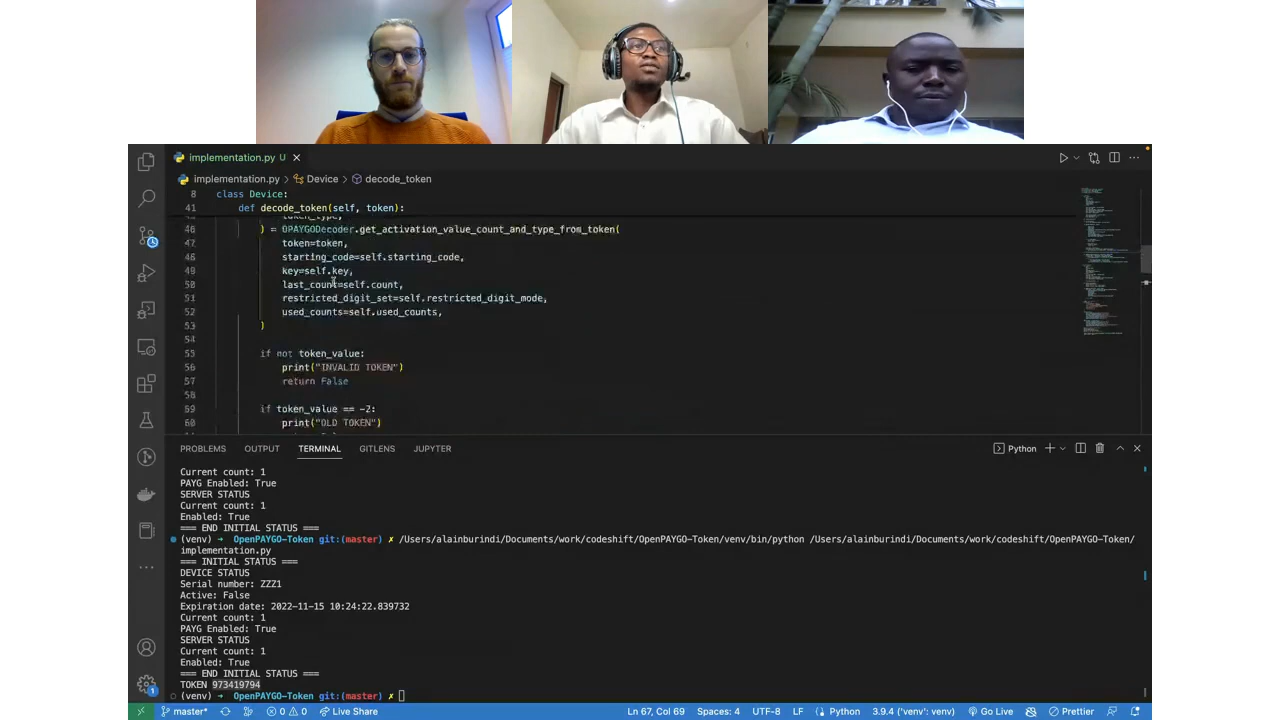 implementation.py U
implementation.py > Device > decode_token
8 class Device:
41 def decode_token(self, token):
token_type,
46 ) = OPAYGODecoder.get_activation_value_count_and_type_from_token(
47 token=token,
48 starting_code=self.starting_code,
49 key=self.key,
50 last_count=self.count,
51 restricted_digit_set=self.restricted_digit_mode,
52 used_counts=self.used_counts,
53 )
54
55 if not token_value:
56 print("INVALID TOKEN")
57 return False
58
59 if token_value == -2:
60 print("OLD TOKEN")
PROBLEMS OUTPUT TERMINAL GITLENS JUPYTER Python
Current count: 1
PAYG Enabled: True
SERVER STATUS
Current count: 1
Enabled: True
=== END INITIAL STATUS ===
(venv) → OpenPAYGO-Token git:(master) ✗ /Users/alainburindi/Documents/work/codeshift/OpenPAYGO-Token/venv/bin/python /Users/alainburindi/Documents/work/codeshift/OpenPAYGO-Token/
implementation.py
=== INITIAL STATUS ===
DEVICE STATUS
Serial number: ZZZ1
Active: False
Expiration date: 2022-11-15 10:24:22.839732
Current count: 1
PAYG Enabled: True
SERVER STATUS
Current count: 1
Enabled: True
=== END INITIAL STATUS ===
TOKEN 973419794
(venv) → OpenPAYGO-Token git:(master) ✗
1
master* 0 0 Live Share Ln 67, Col 69 Spaces: 4 UTF-8 LF Python 3.9.4 ('venv': venv) Go Live Prettier